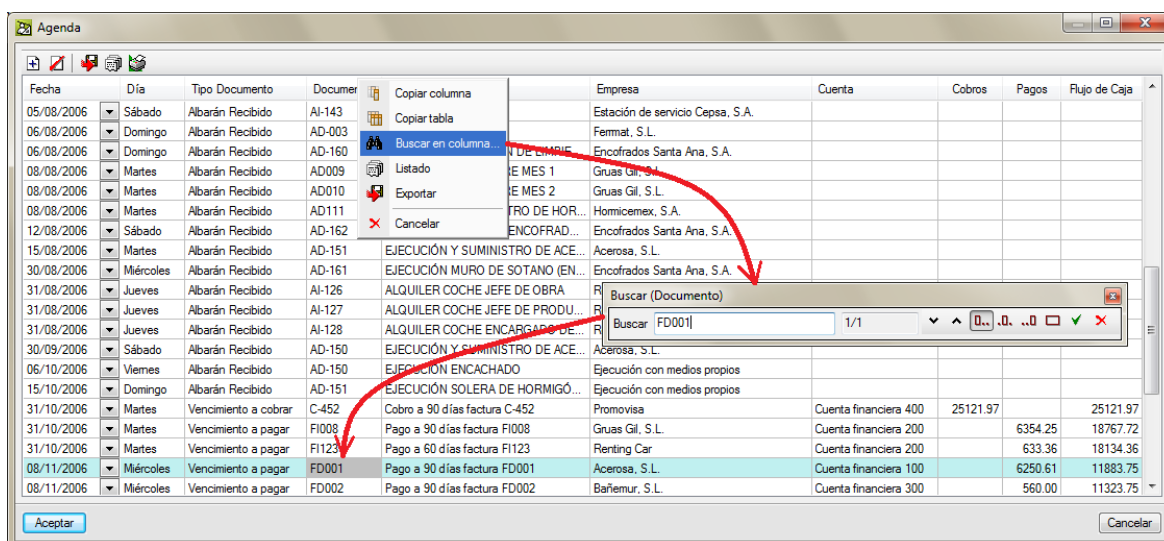 Agenda
Fecha Día Tipo Documento Documen Empresa Cuenta Cobros Pagos Flujo de Caja
Copiar columna
Copiar tabla
Buscar en columna...
Listado
Exportar
Cancelar
05/08/2006 Sábado Albarán Recibido AI-143 Estación de servicio Cepsa, S.A.
06/08/2006 Domingo Albarán Recibido AD-003 Fermat, S.L.
06/08/2006 Domingo Albarán Recibido AD-160 N DE LIMPIE... Encofrados Santa Ana, S.A.
08/08/2006 Martes Albarán Recibido AD009 E MES 1 Gruas Gil, S.L.
08/08/2006 Martes Albarán Recibido AD010 E MES 2 Gruas Gil, S.L.
08/08/2006 Martes Albarán Recibido AD111 TRO DE HOR... Hormicemex, S.A.
12/08/2006 Sábado Albarán Recibido AD-162 ENCOFRAD... Encofrados Santa Ana, S.A.
15/08/2006 Martes Albarán Recibido AD-151 EJECUCIÓN Y SUMINISTRO DE ACE... Acerosa, S.L.
30/08/2006 Miércoles Albarán Recibido AD-161 EJECUCIÓN MURO DE SOTANO (EN... Encofrados Santa Ana, S.A.
31/08/2006 Jueves Albarán Recibido AI-126 ALQUILER COCHE JEFE DE OBRA R
31/08/2006 Jueves Albarán Recibido AI-127 ALQUILER COCHE JEFE DE PRODU... R
31/08/2006 Jueves Albarán Recibido AI-128 ALQUILER COCHE ENCARGADO DE... R
Buscar (Documento)
Buscar FD001 1/1
30/09/2006 Sábado Albarán Recibido AD-150 EJECUCIÓN Y SUMINISTRO DE ACE... Acerosa, S.L.
06/10/2006 Viernes Albarán Recibido AD-150 EJECUCIÓN ENCACHADO Ejecución con medios propios
15/10/2006 Domingo Albarán Recibido AD-151 EJECUCIÓN SOLERA DE HORMIGÓ... Ejecución con medios propios
31/10/2006 Martes Vencimiento a cobrar C-452 Cobro a 90 días factura C-452 Promovisa Cuenta financiera 400 25121.97 25121.97
31/10/2006 Martes Vencimiento a pagar FI008 Pago a 90 días factura FI008 Gruas Gil, S.L. Cuenta financiera 200 6354.25 18767.72
31/10/2006 Martes Vencimiento a pagar FI123 Pago a 60 días factura FI123 Renting Car Cuenta financiera 200 633.36 18134.36
08/11/2006 Miércoles Vencimiento a pagar FD001 Pago a 90 días factura FD001 Acerosa, S.L. Cuenta financiera 100 6250.61 11883.75
08/11/2006 Miércoles Vencimiento a pagar FD002 Pago a 90 días factura FD002 Bañemur, S.L. Cuenta financiera 300 560.00 11323.75
Aceptar Cancelar